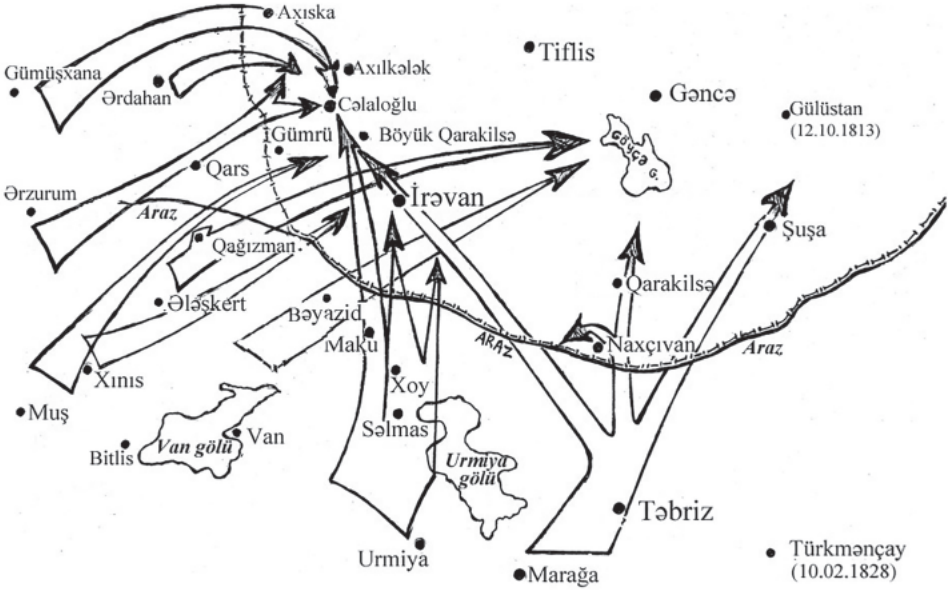 Axıska
Tiflis
Gümüşxana
Axılkələk
Ərdahan
Gəncə
Cəlaloğlu
Gülüstan
(12.10.1813)
Gümrü
Böyük Qarakilsə
GÖYÇƏ
G.
Qars
Ərzurum
İrəvan
Araz
Şuşa
Qağızman
Qarakilsə
Ələşkert
Bəyazid
Maku
ARAZ
Naxçıvan
Araz
Xınıs
Xoy
Muş
Səlmas
Van
Van gölü
Bitlis
Urmiya
gölü
Təbriz
Urmiya
Türkmənçay
(10.02.1828)
Marağa